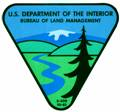 U.S. DEPARTMENT OF THE INTERIOR
BUREAU OF LAND MANAGEMENT